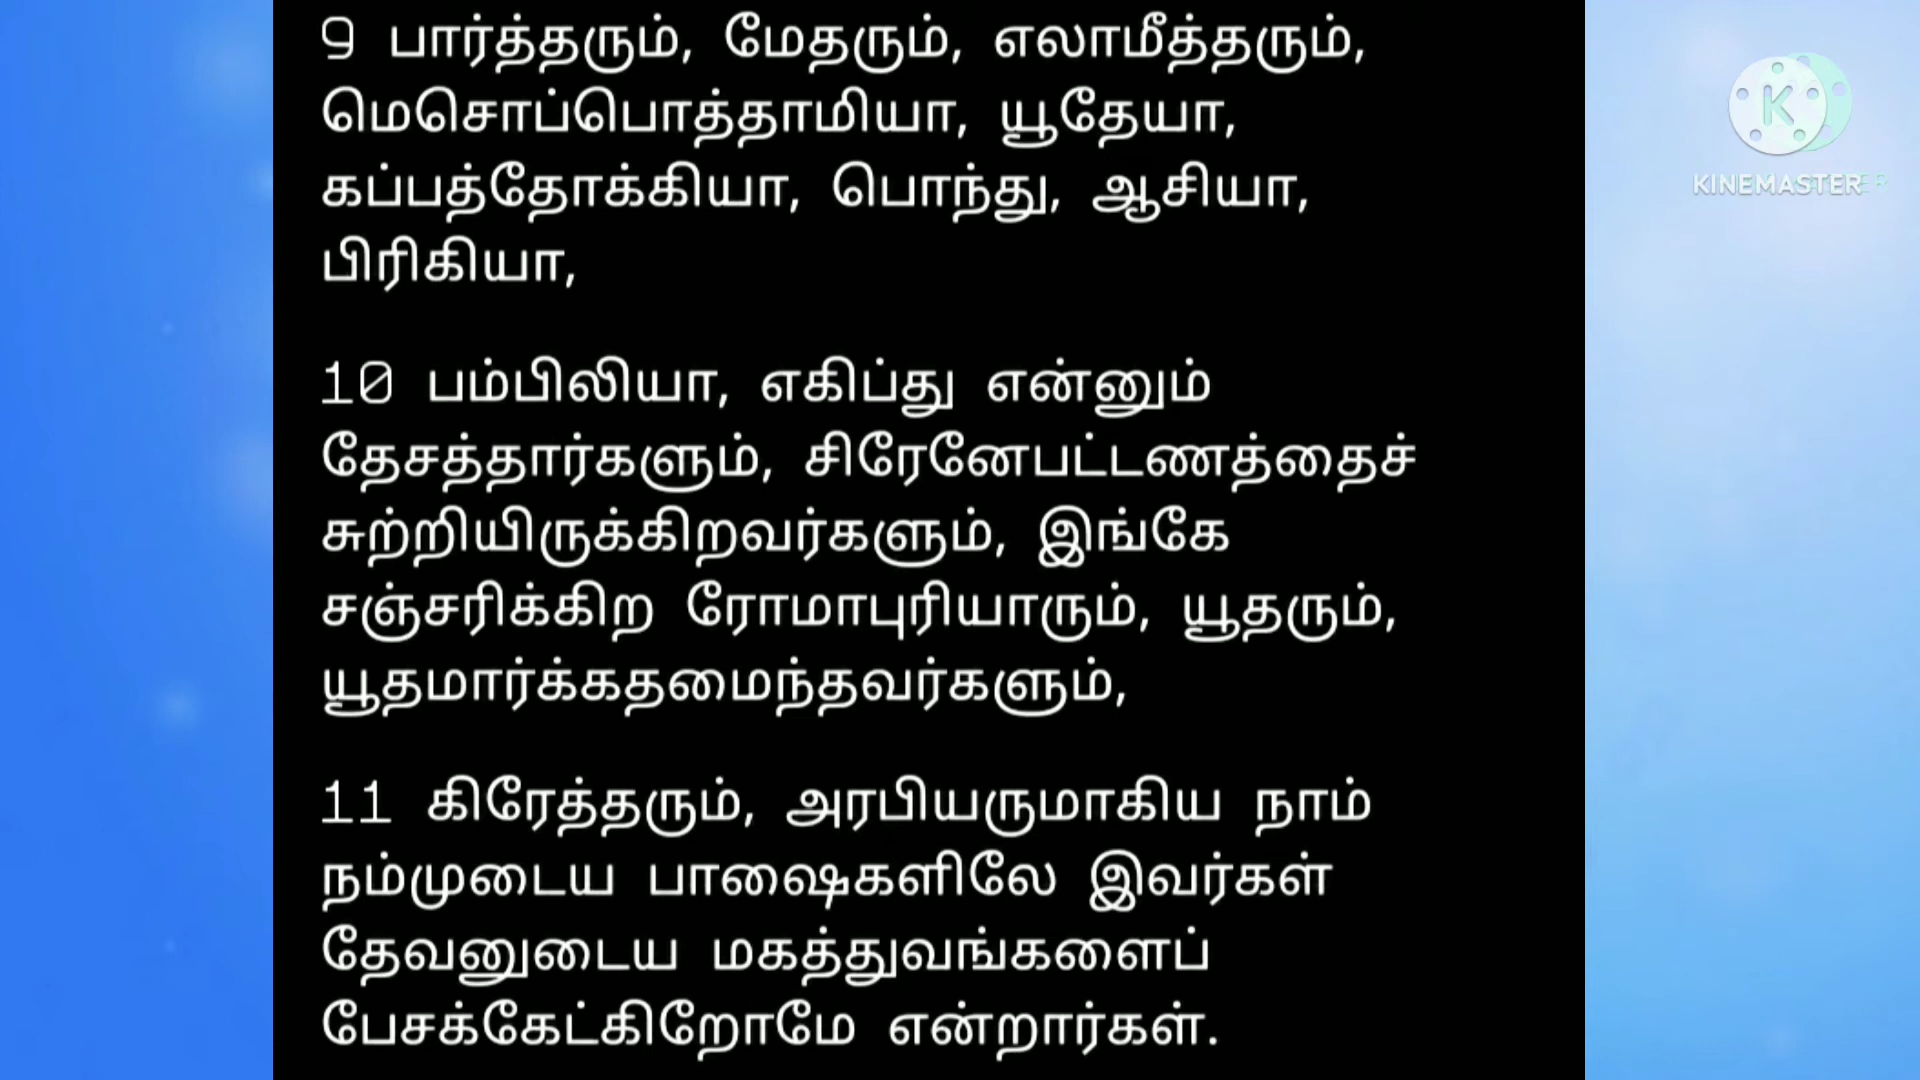 9 பார்த்தரும், மேதரும், எலாமீத்தரும்,
மெசொப்பொத்தாமியா, யூதேயா,
கப்பத்தோக்கியா, பொந்து, ஆசியா,
பிரிகியா,
10 பம்பிலியா, எகிப்து என்னும்
தேசத்தார்களும், சிரேனேபட்டணத்தைச்
சுற்றியிருக்கிறவர்களும், இங்கே
சஞ்சரிக்கிற ரோமாபுரியாரும், யூதரும்,
யூதமார்க்கதமைந்தவர்களும்,
11 கிரேத்தரும், அரபியருமாகிய நாம்
நம்முடைய பாஷைகளிலே இவர்கள்
தேவனுடைய மகத்துவங்களைப்
பேசக்கேட்கிறோமே என்றார்கள்.
K
KINEMASTER